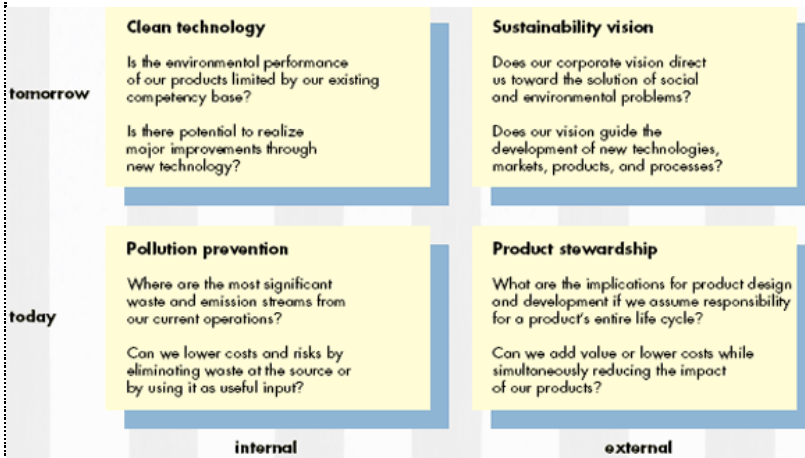 Clean technology
Is the environmental performance
of our products limited by our existing
competency base?
Is there potential to realize
major improvements through
new technology?
Sustainability vision
Does our corporate vision direct
us toward the solution of social
and environmental problems?
Does our vision guide the
development of new technologies,
markets, products, and processes?
tomorrow
Pollution prevention
Where are the most significant
waste and emission streams from
our current operations?
Can we lower costs and risks by
eliminating waste at the source or
by using it as useful input?
Product stewardship
What are the implications for product design
and development if we assume responsibility
for a product's entire life cycle?
Can we add value or lower costs while
simultaneously reducing the impact
of our products?
today
internal
external